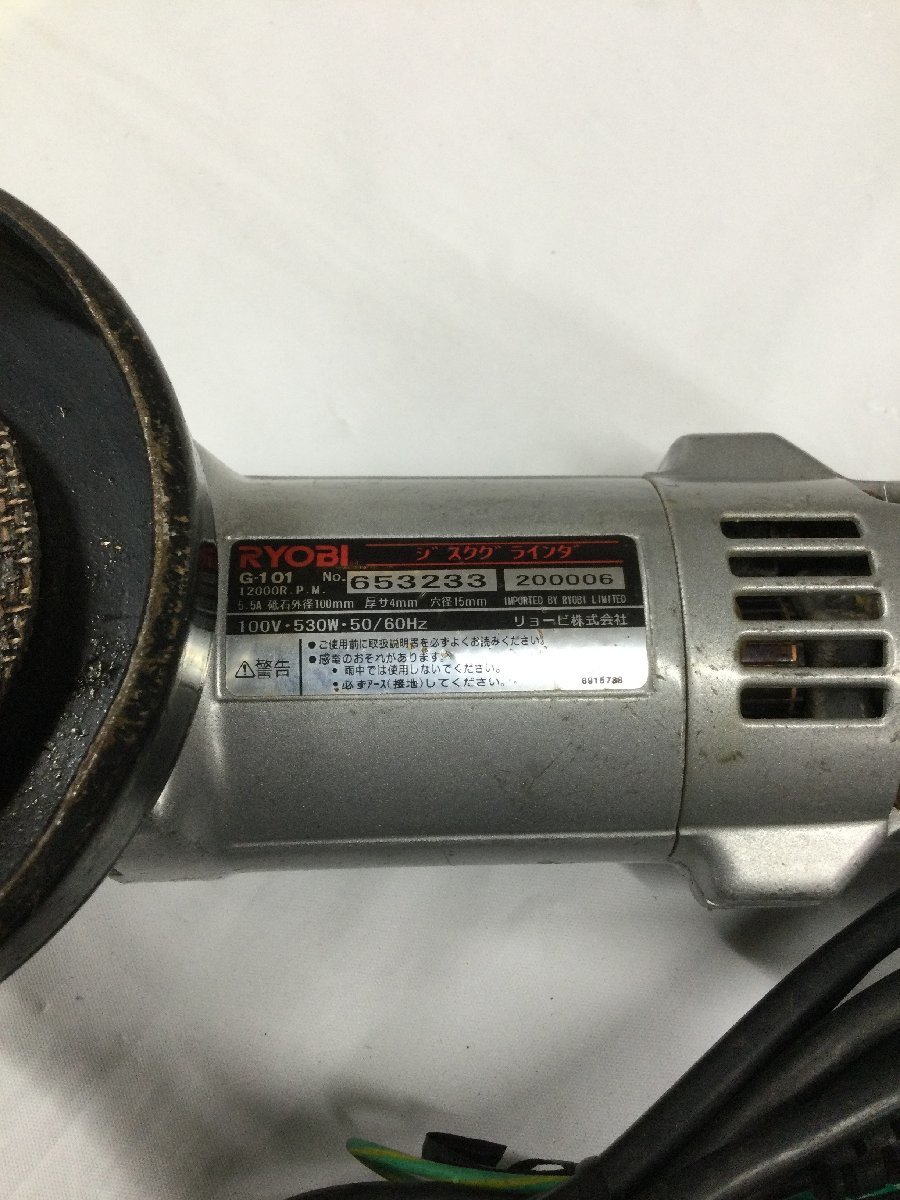 RYOBI ディスクグラインダ
G-101 No. 653233 200006
12000R.P.M.
5.5A 砥石外径100mm 厚サ4mm 穴径15mm IMPORTED BY RYOBI LIMITED
100V・530W・50/60Hz リョービ株式会社
⚠警告
●ご使用前に取扱説明書を必ずよくお読みください。
●感電のおそれがあります。
・雨中では使用しないでください。
・必ずアース(接地)してください。